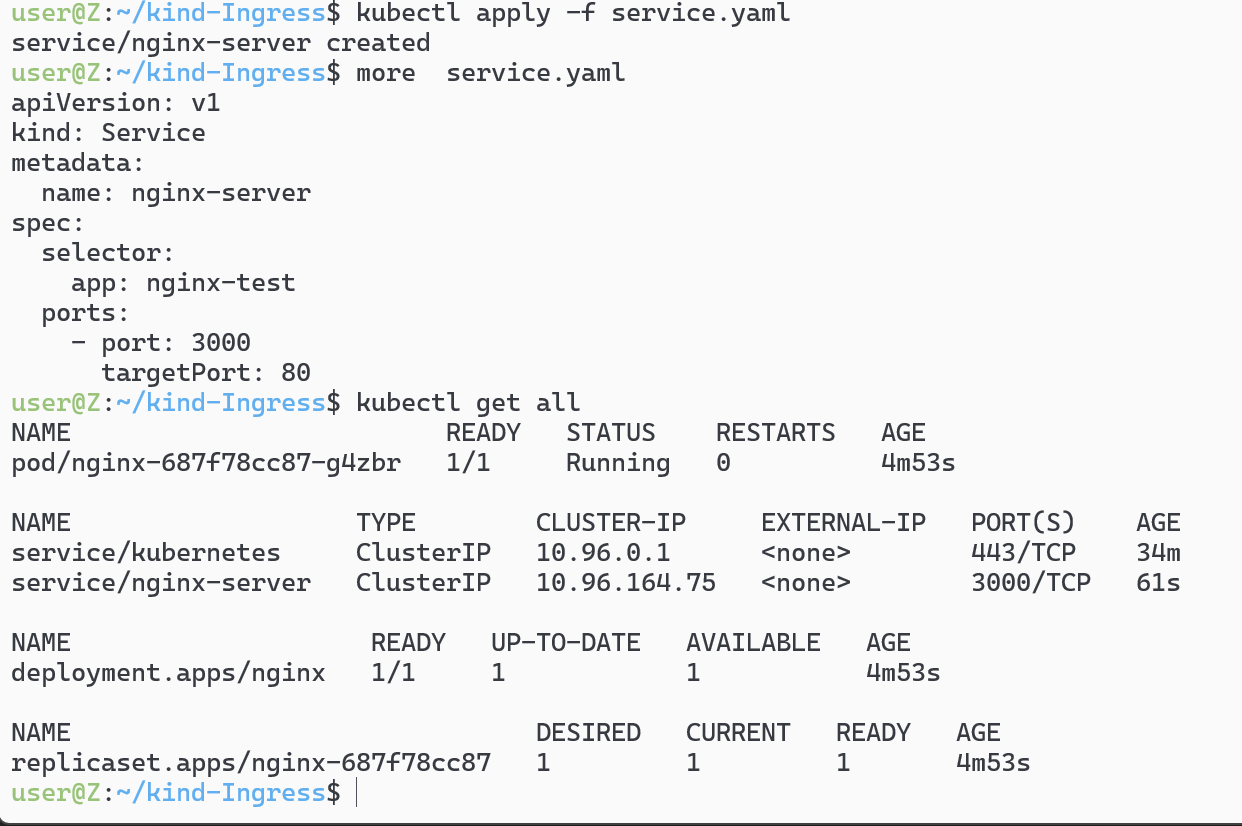 user@Z:~/kind-Ingress$ kubectl apply -f service.yaml
service/nginx-server created
user@Z:~/kind-Ingress$ more  service.yaml
apiVersion: v1
kind: Service
metadata:
  name: nginx-server
spec:
  selector:
    app: nginx-test
  ports:
    - port: 3000
      targetPort: 80
user@Z:~/kind-Ingress$ kubectl get all
NAME                         READY   STATUS    RESTARTS   AGE
pod/nginx-687f78cc87-g4zbr   1/1     Running   0          4m53s

NAME                   TYPE        CLUSTER-IP     EXTERNAL-IP   PORT(S)    AGE
service/kubernetes     ClusterIP   10.96.0.1      <none>        443/TCP    34m
service/nginx-server   ClusterIP   10.96.164.75   <none>        3000/TCP   61s

NAME                    READY   UP-TO-DATE   AVAILABLE   AGE
deployment.apps/nginx   1/1     1            1           4m53s

NAME                               DESIRED   CURRENT   READY   AGE
replicaset.apps/nginx-687f78cc87   1         1         1       4m53s
user@Z:~/kind-Ingress$